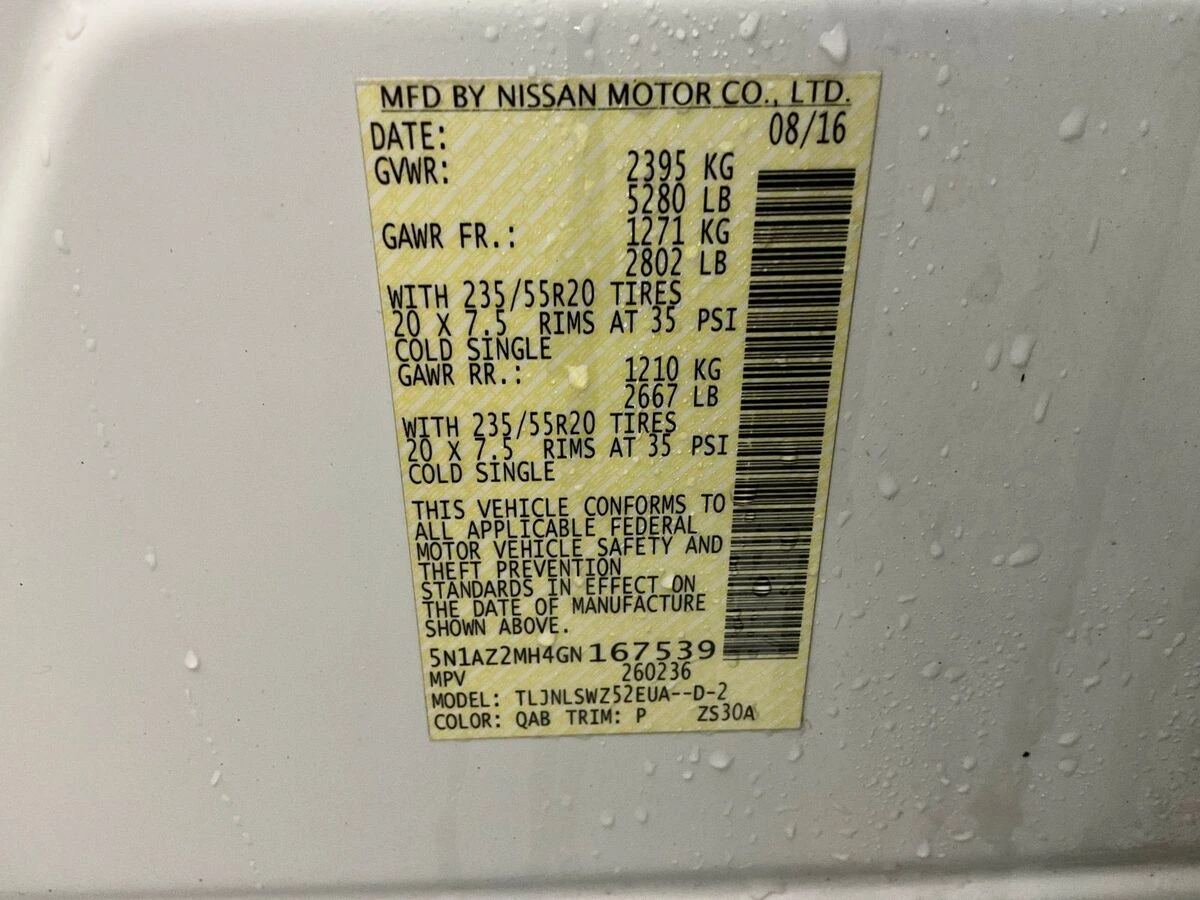 MFD BY NISSAN MOTOR CO., LTD.
DATE: 08/16
GVWR: 2395 KG
5280 LB
GAWR FR.: 1271 KG
2802 LB
WITH 235/55R20 TIRES
20 X 7.5 RIMS AT 35 PSI
COLD SINGLE
GAWR RR.: 1210 KG
2667 LB
WITH 235/55R20 TIRES
20 X 7.5 RIMS AT 35 PSI
COLD SINGLE
THIS VEHICLE CONFORMS TO
ALL APPLICABLE FEDERAL
MOTOR VEHICLE SAFETY AND
THEFT PREVENTION
STANDARDS IN EFFECT ON
THE DATE OF MANUFACTURE
SHOWN ABOVE.
5N1AZ2MH4GN167539
MPV 260236
MODEL: TLJNLSWZ52EUA--D-2
COLOR: QAB TRIM: P ZS30A